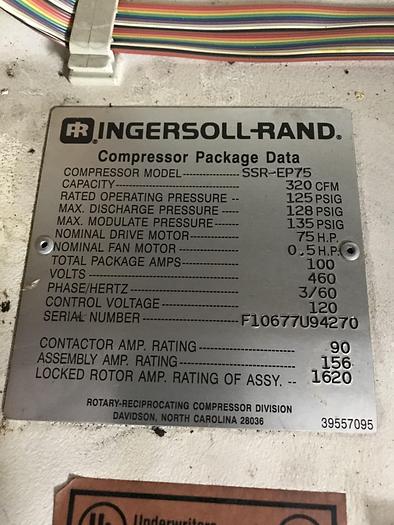 IR INGERSOLL-RAND®
Compressor Package Data
COMPRESSOR MODEL SSR-EP75
CAPACITY 320 CFM
RATED OPERATING PRESSURE 125 PSIG
MAX. DISCHARGE PRESSURE 128 PSIG
MAX. MODULATE PRESSURE 135 PSIG
NOMINAL DRIVE MOTOR 75 H.P.
NOMINAL FAN MOTOR 0.5 H.P.
TOTAL PACKAGE AMPS 100
VOLTS 460
PHASE/HERTZ 3/60
CONTROL VOLTAGE 120
SERIAL NUMBER F10677U94270
CONTACTOR AMP. RATING 90
ASSEMBLY AMP. RATING 156
LOCKED ROTOR AMP. RATING OF ASSY. 1620
ROTARY-RECIPROCATING COMPRESSOR DIVISION
DAVIDSON, NORTH CAROLINA 28036
39557095
Underwriters